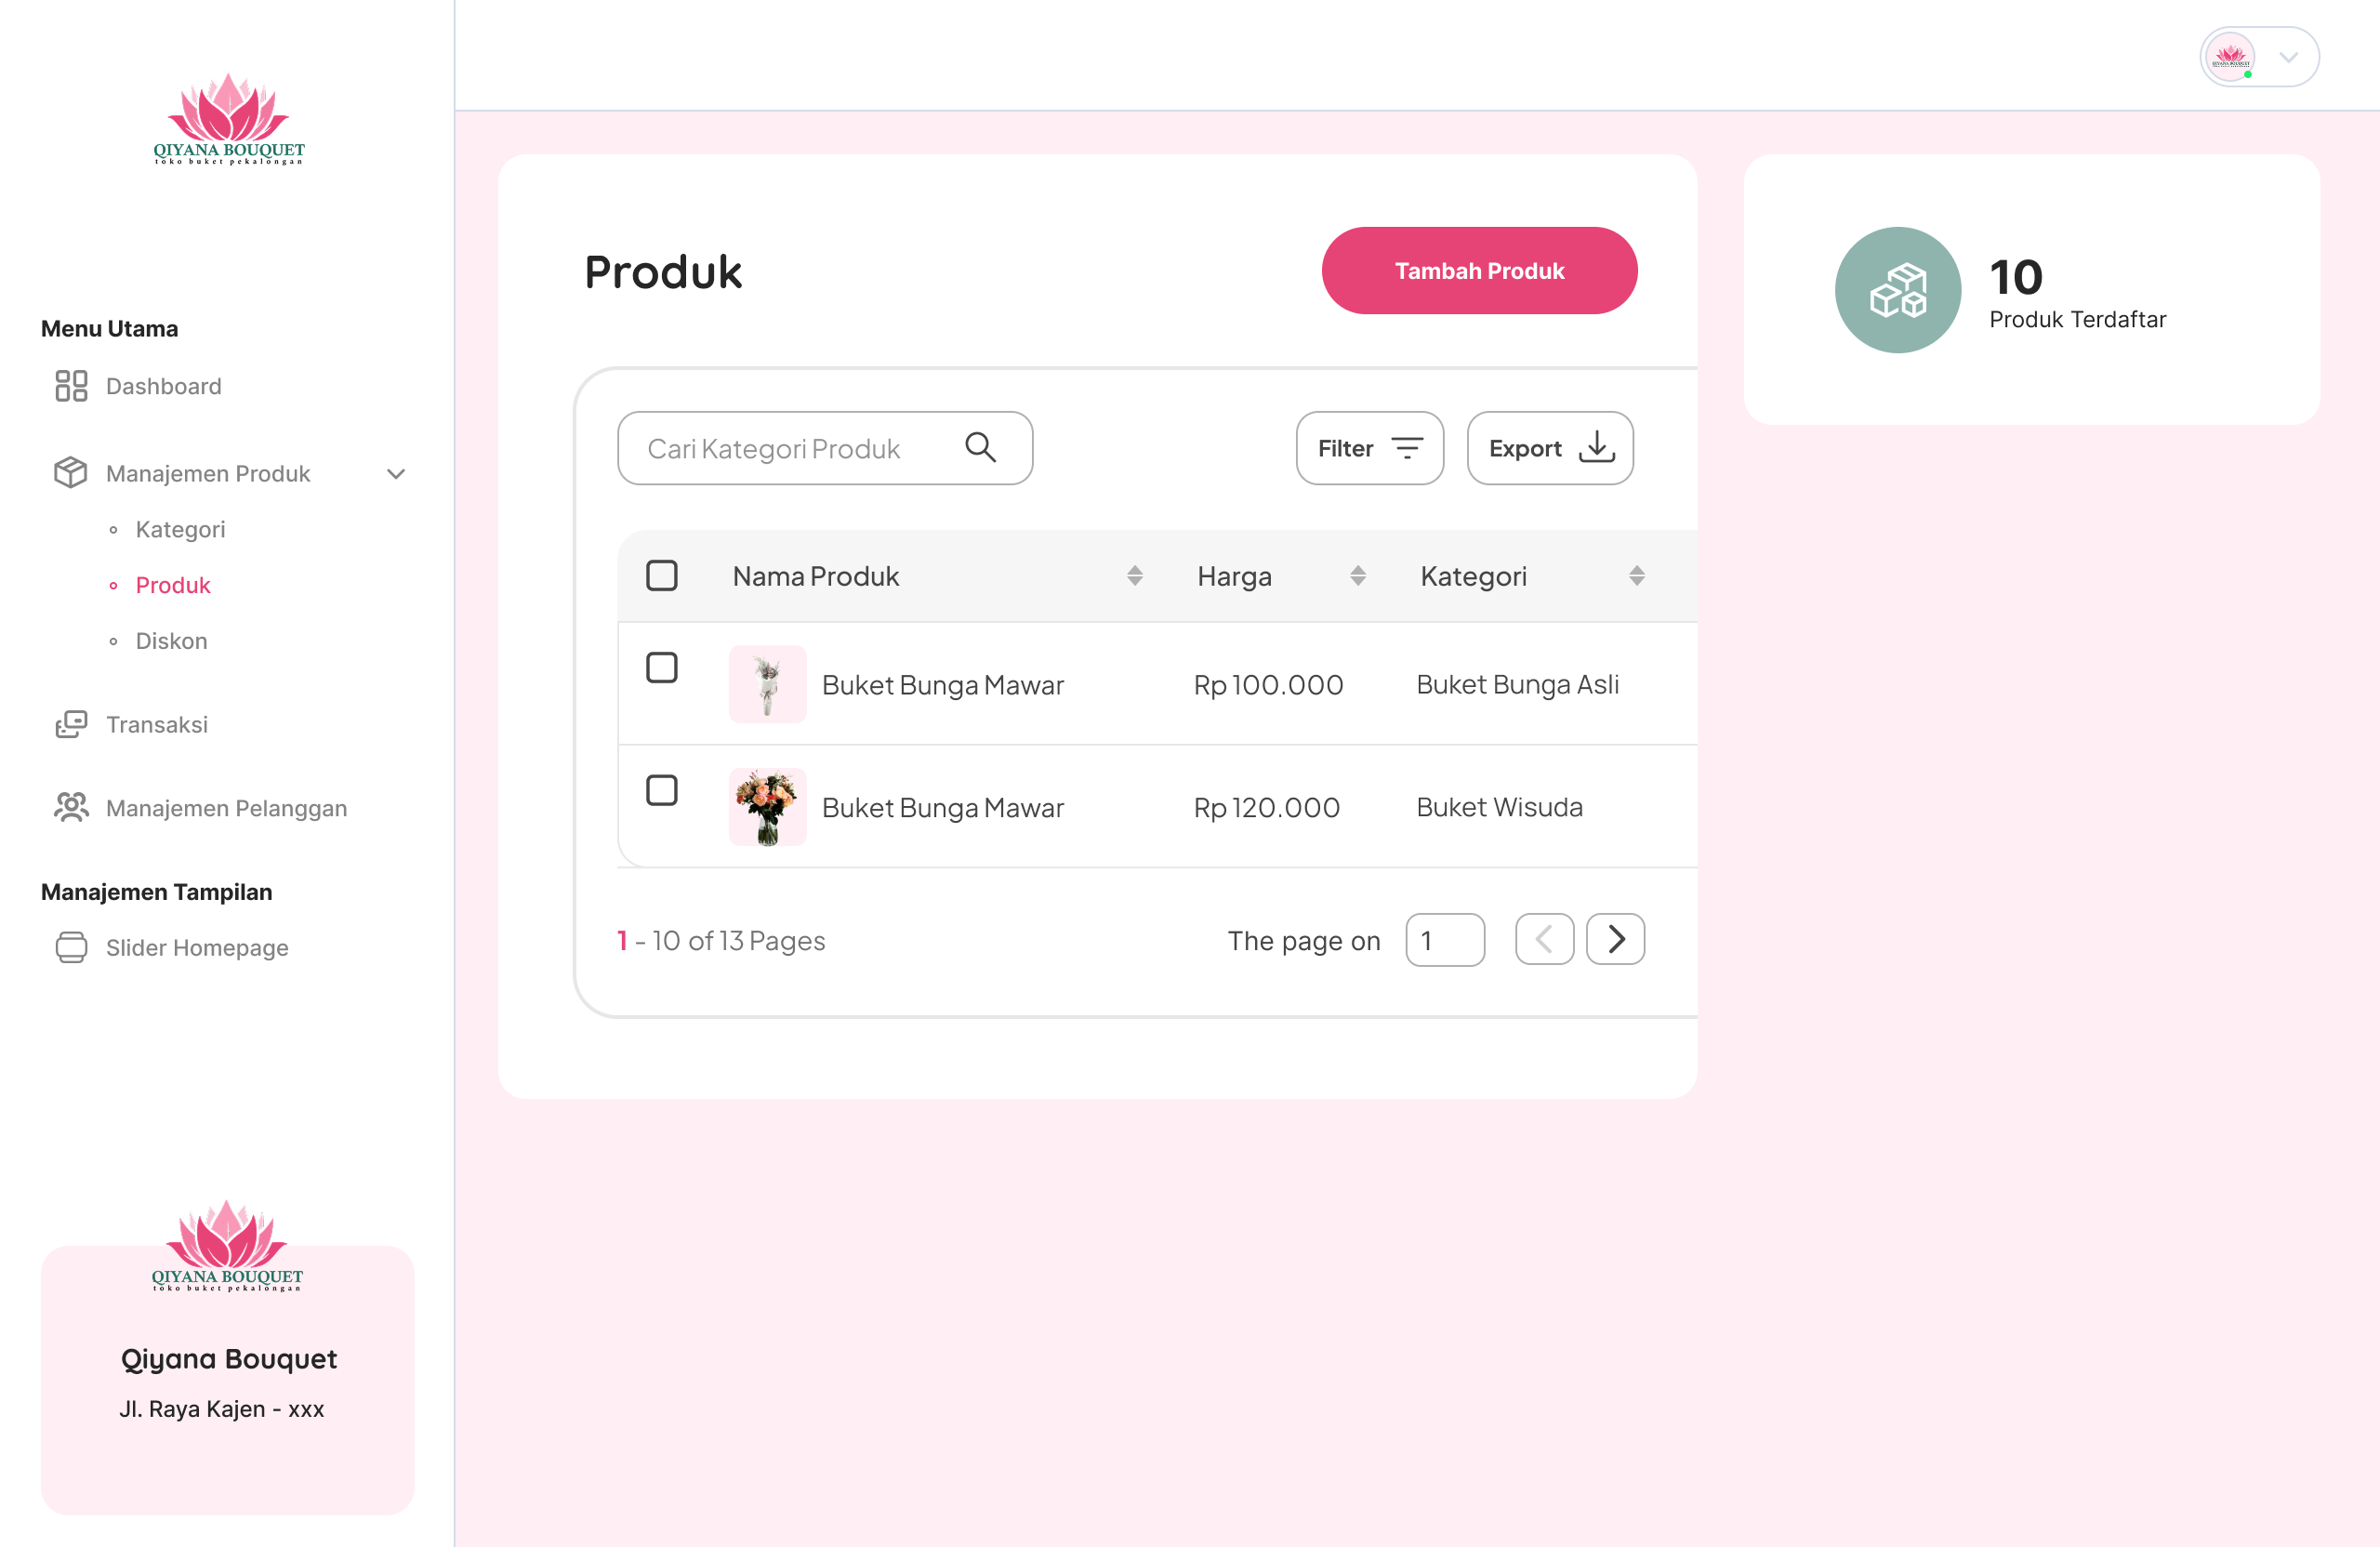 QIYANA BOUQUET
toko buket pekalongan
Menu Utama
Dashboard
Manajemen Produk
Kategori
Produk
Diskon
Transaksi
Manajemen Pelanggan
Manajemen Tampilan
Slider Homepage
QIYANA BOUQUET
toko buket pekalongan
Qiyana Bouquet
Jl. Raya Kajen - xxx
QIYANA BOUQUET
Produk
Tambah Produk
Cari Kategori Produk
Filter
Export
Nama Produk Harga Kategori
Buket Bunga Mawar Rp 100.000 Buket Bunga Asli
Buket Bunga Mawar Rp 120.000 Buket Wisuda
1 - 10 of 13 Pages
The page on 1
10
Produk Terdaftar